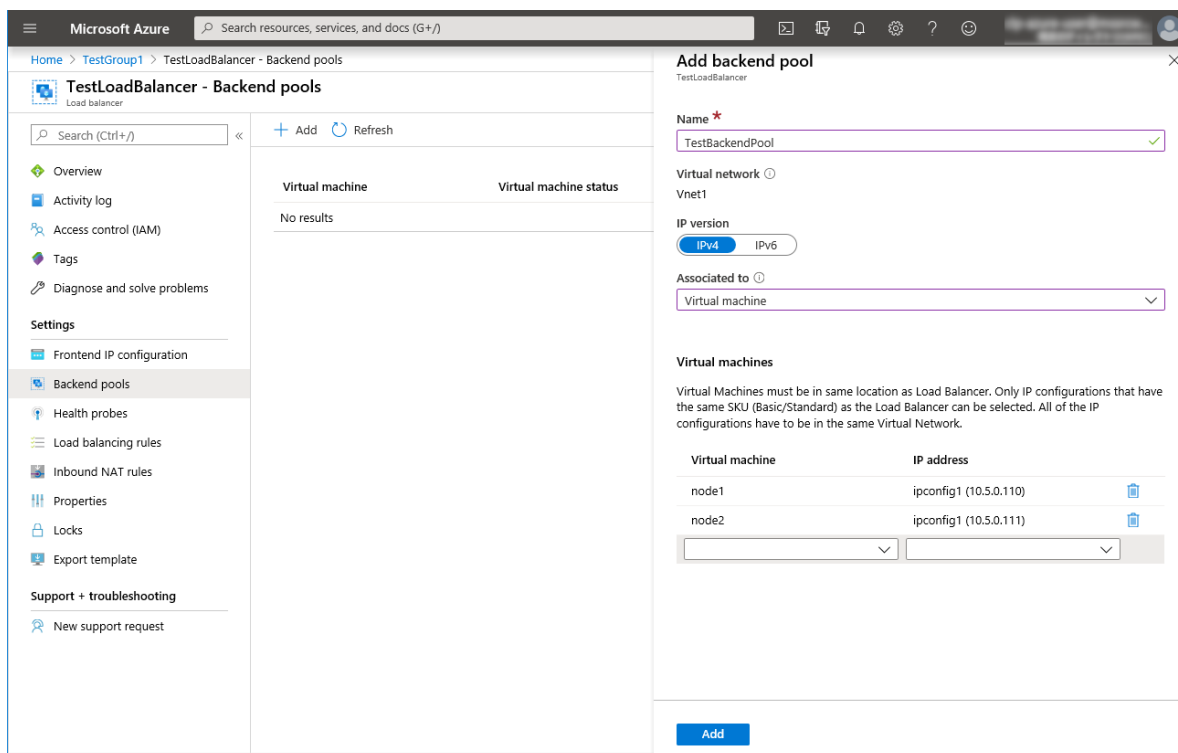 Microsoft Azure
Search resources, services, and docs (G+/)
Home > TestGroup1 > TestLoadBalancer - Backend pools
TestLoadBalancer - Backend pools
Load balancer
Search (Ctrl+/)
«
Overview
Activity log
Access control (IAM)
Tags
Diagnose and solve problems
Settings
Frontend IP configuration
Backend pools
Health probes
Load balancing rules
Inbound NAT rules
Properties
Locks
Export template
Support + troubleshooting
New support request
Add Refresh
Virtual machine Virtual machine status
No results
Add backend pool
TestLoadBalancer
Name *
TestBackendPool
Virtual network
Vnet1
IP version
IPv4 IPv6
Associated to
Virtual machine
Virtual machines
Virtual Machines must be in same location as Load Balancer. Only IP configurations that have
the same SKU (Basic/Standard) as the Load Balancer can be selected. All of the IP
configurations have to be in the same Virtual Network.
Virtual machine IP address
node1 ipconfig1 (10.5.0.110)
node2 ipconfig1 (10.5.0.111)
Add